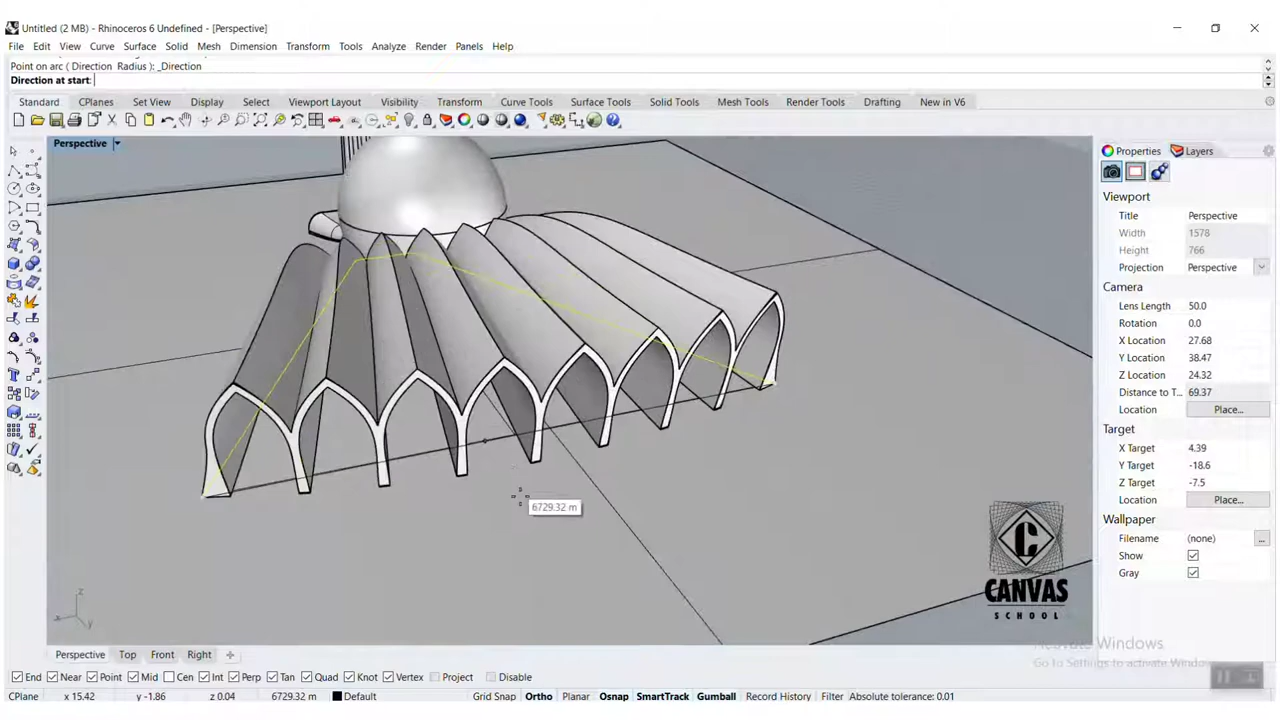 Untitled (2 MB) - Rhinoceros 6 Undefined - [Perspective]
File Edit View Curve Surface Solid Mesh Dimension Transform Tools Analyze Render Panels Help
Point on arc ( Direction Radius ): _Direction
Direction at start:
Standard CPlanes Set View Display Select Viewport Layout Visibility Transform Curve Tools Surface Tools Solid Tools Mesh Tools Render Tools Drafting New in V6
Perspective
Properties Layers
Viewport
Title Perspective
Width 1578
Height 766
Projection Perspective
Camera
Lens Length 50.0
Rotation 0.0
X Location 27.68
Y Location 38.47
Z Location 24.32
Distance to T... 69.37
Location Place...
Target
X Target 4.39
Y Target -18.6
Z Target -7.5
Location Place...
Wallpaper
Filename (none) ...
Show
Gray
6729.32 m
C
CANVAS
SCHOOL
z
x y
Activate Windows
Go to Settings to activate Windows.
Perspective Top Front Right
End Near Point Mid Cen Int Perp Tan Quad Knot Vertex Project Disable
CPlane x 15.42 y -1.86 z 0.04 6729.32 m Default Grid Snap Ortho Planar Osnap SmartTrack Gumball Record History Filter Absolute tolerance: 0.01